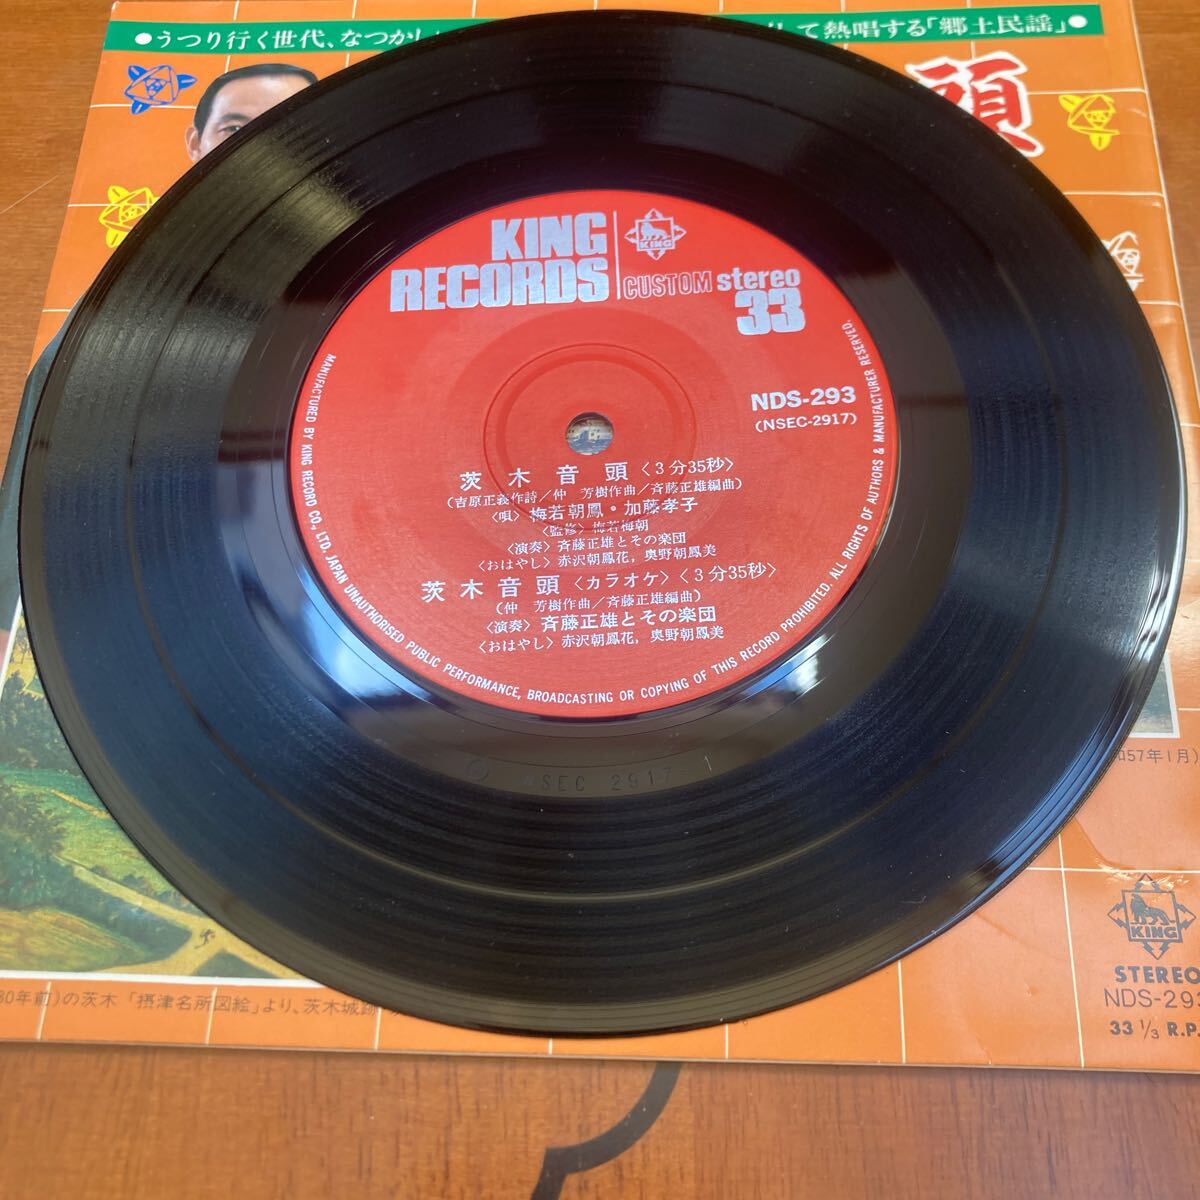 ●うつり行く世代、なつかし
て熱唱する「郷土民謡」●
頭
KING
RECORDS
KING
CUSTOM stereo
33
NDS-293
(NSEC-2917)
茨木音頭〈3分35秒〉
(吉原正義作詩/仲 芳樹作曲/斉藤正雄編曲)
〈唄〉梅若朝鳳・加藤孝子
〈監修〉梅若梅朝
〈演奏〉斉藤正雄とその楽団
〈おはやし〉赤沢朝鳳花，奥野朝鳳美
茨木音頭〈カラオケ〉〈3分35秒〉
(仲 芳樹作曲/斉藤正雄編曲)
〈演奏〉斉藤正雄とその楽団
〈おはやし〉赤沢朝鳳花，奥野朝鳳美
MANUFACTURED BY KING RECORD CO., LTD. JAPAN UNAUTHORISED PUBLIC PERFORMANCE, BROADCASTING OR COPYING OF THIS RECORD PROHIBITED. ALL RIGHTS OF AUTHORS & MANUFACTURER RESERVED.
SEC 2917 1
57年1月)
80年前)の茨木「摂津名所図絵」より、茨木城跡
KING
STEREO
NDS-293
33 1/3 R.P.